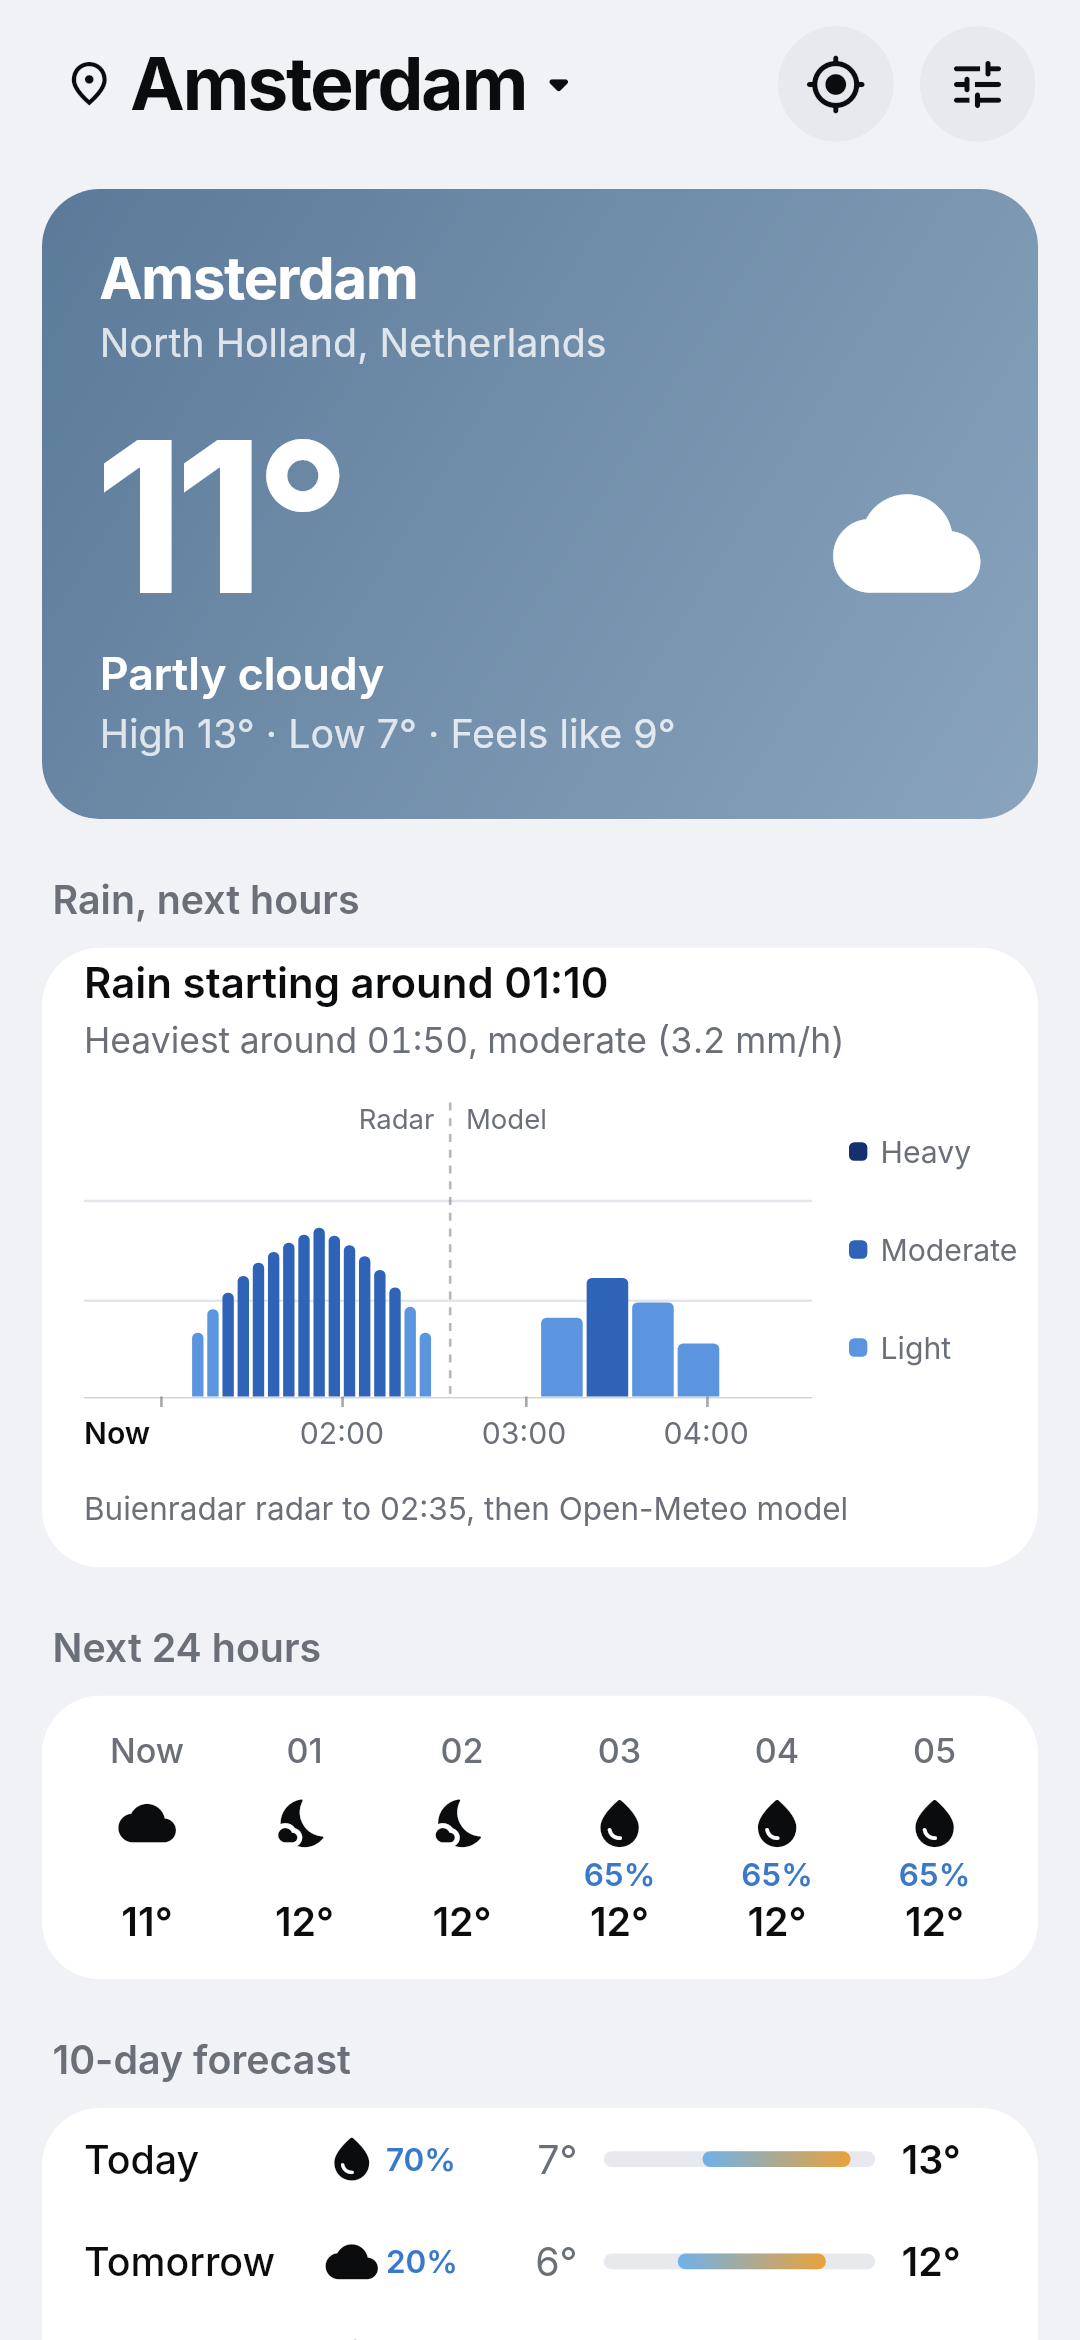 Amsterdam
Amsterdam
North Holland, Netherlands
11°
Partly cloudy
High 13° · Low 7° · Feels like 9°
Rain, next hours
Rain starting around 01:10
Heaviest around 01:50, moderate (3.2 mm/h)
Radar Model
Heavy
Moderate
Light
Now 02:00 03:00 04:00
Buienradar radar to 02:35, then Open-Meteo model
Next 24 hours
Now 01 02 03 04 05
65% 65% 65%
11° 12° 12° 12° 12° 12°
10-day forecast
Today 70% 7° 13°
Tomorrow 20% 6° 12°